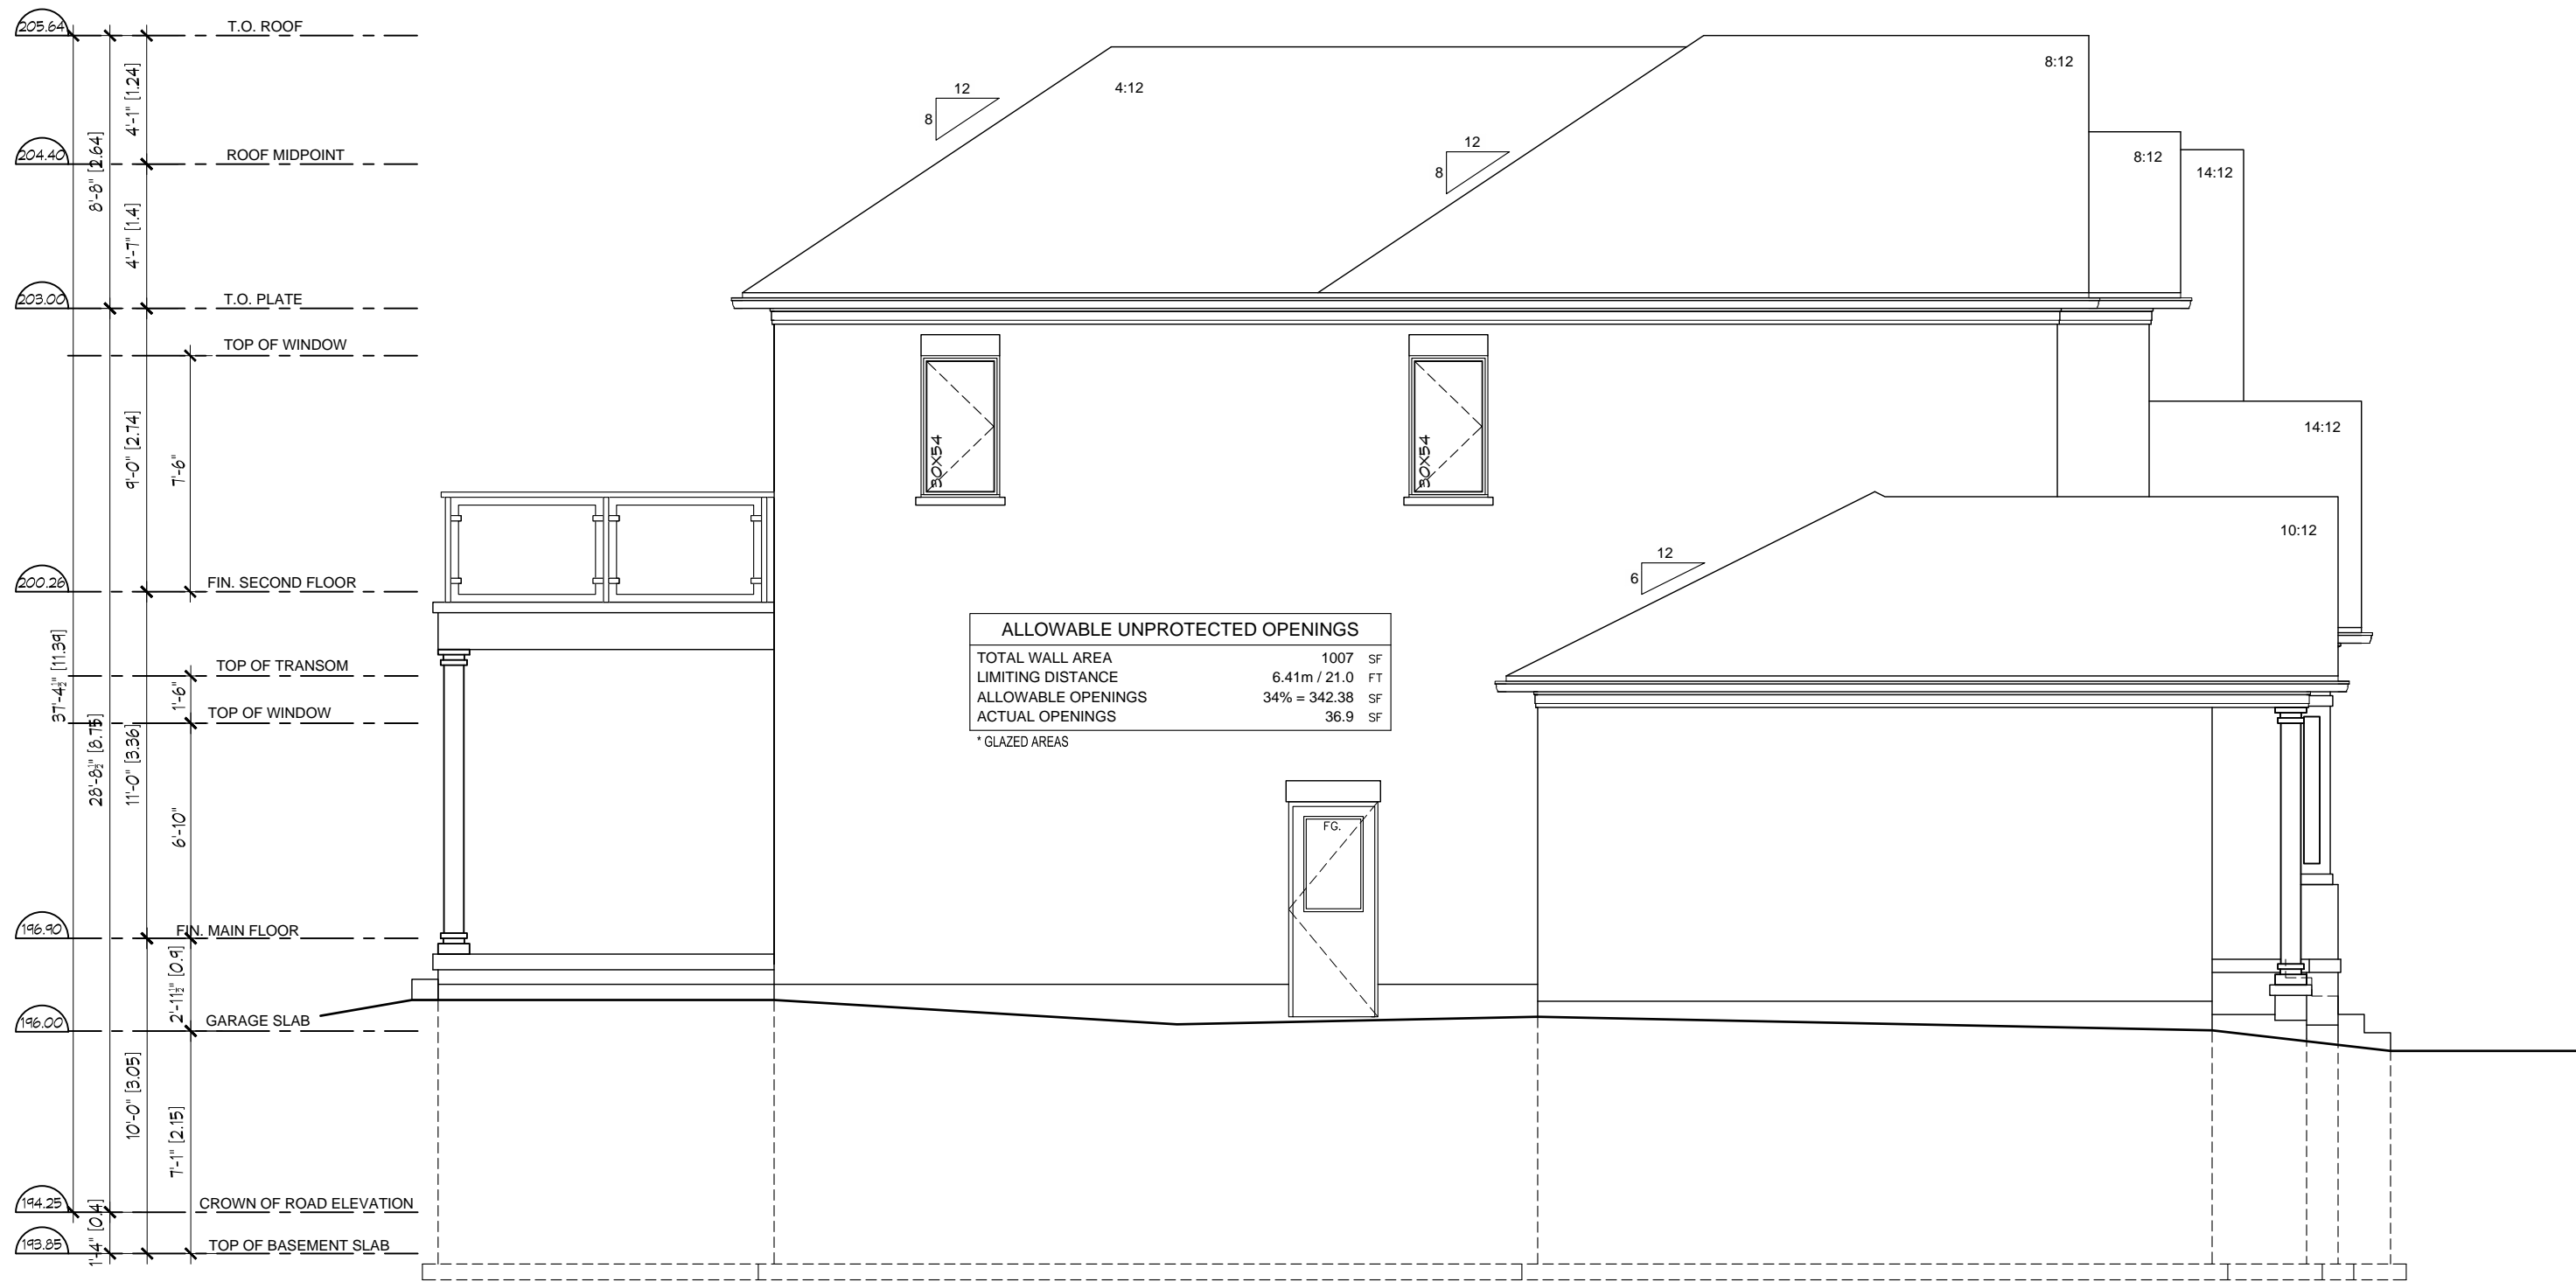 205.64 T.O. ROOF
4'-1" [1.24]
8'-8" [2.64]
204.40 ROOF MIDPOINT
4'-7" [1.4]
203.00 T.O. PLATE
TOP OF WINDOW
9'-0" [2.74]
7'-6"
200.26 FIN. SECOND FLOOR
37'-4½" [11.39]
TOP OF TRANSOM
1'-6"
TOP OF WINDOW
28'-8½" [8.75]
11'-0" [3.36]
6'-10"
196.90 FIN. MAIN FLOOR
2'-11½" [0.9]
196.00 GARAGE SLAB
10'-0" [3.05]
7'-1" [2.15]
194.25 CROWN OF ROAD ELEVATION
1'-4" [0.4]
193.85 TOP OF BASEMENT SLAB
12
8
4:12
12
8
8:12
8:12
14:12
14:12
30X54
30X54
12
6
10:12
ALLOWABLE UNPROTECTED OPENINGS
TOTAL WALL AREA 1007 SF
LIMITING DISTANCE 6.41m / 21.0 FT
ALLOWABLE OPENINGS 34% = 342.38 SF
ACTUAL OPENINGS 36.9 SF
* GLAZED AREAS
FG.